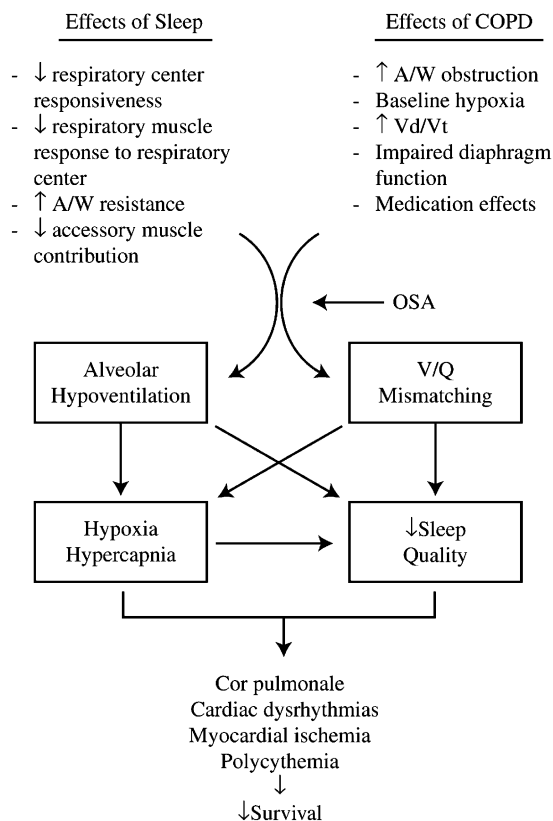 Effects of Sleep
- ↓ respiratory center
responsiveness
- ↓ respiratory muscle
response to respiratory
center
- ↑ A/W resistance
- ↓ accessory muscle
contribution
Effects of COPD
- ↑ A/W obstruction
- Baseline hypoxia
- ↑ Vd/Vt
- Impaired diaphragm
function
- Medication effects
OSA
Alveolar
Hypoventilation
V/Q
Mismatching
Hypoxia
Hypercapnia
↓Sleep
Quality
Cor pulmonale
Cardiac dysrhythmias
Myocardial ischemia
Polycythemia
↓
↓Survival